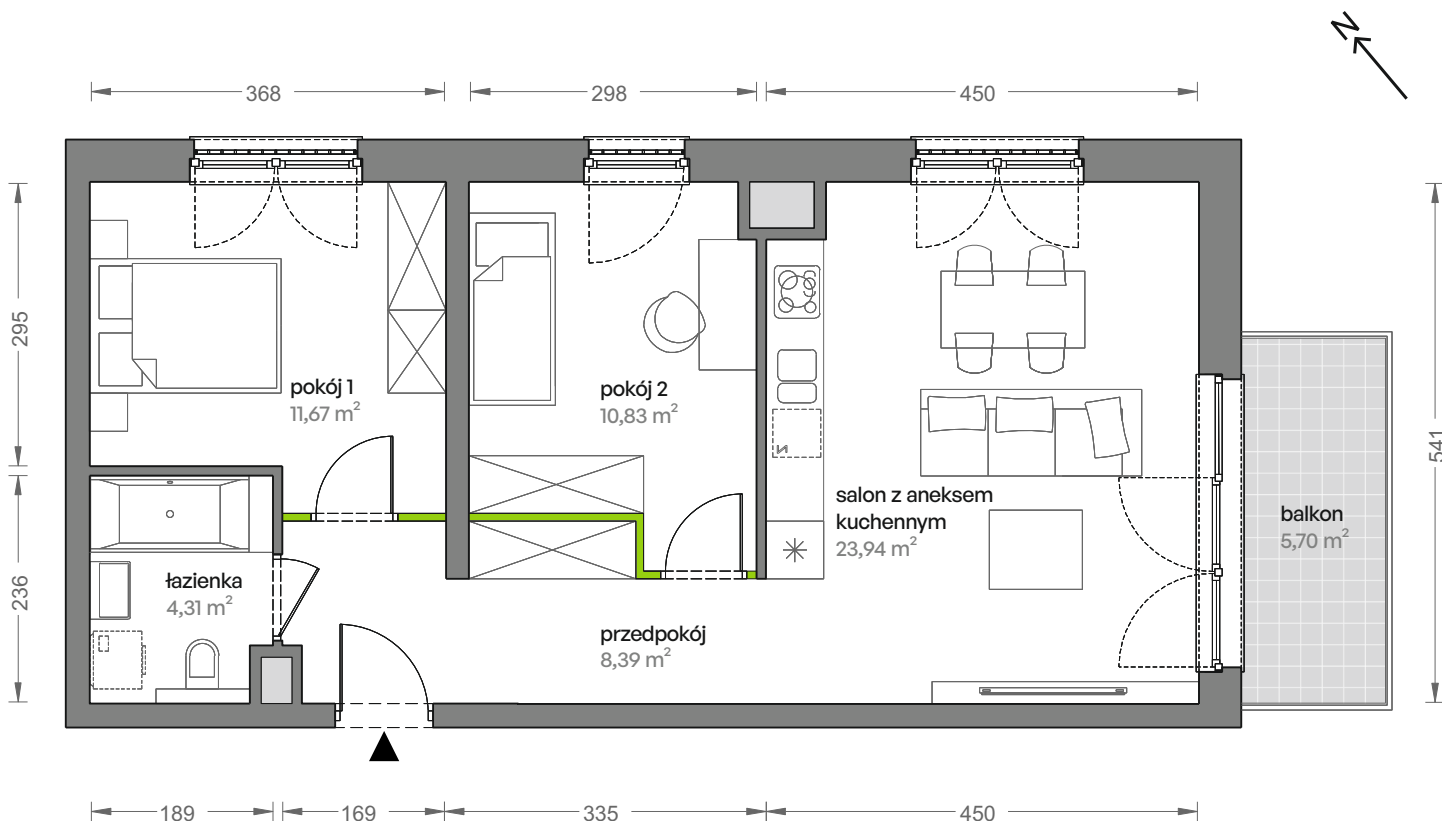 N
368
298
450
295
236
541
pokój 1
11,67 m²
pokój 2
10,83 m²
salon z aneksem
kuchennym
23,94 m²
balkon
5,70 m²
łazienka
4,31 m²
przedpokój
8,39 m²
189
169
335
450